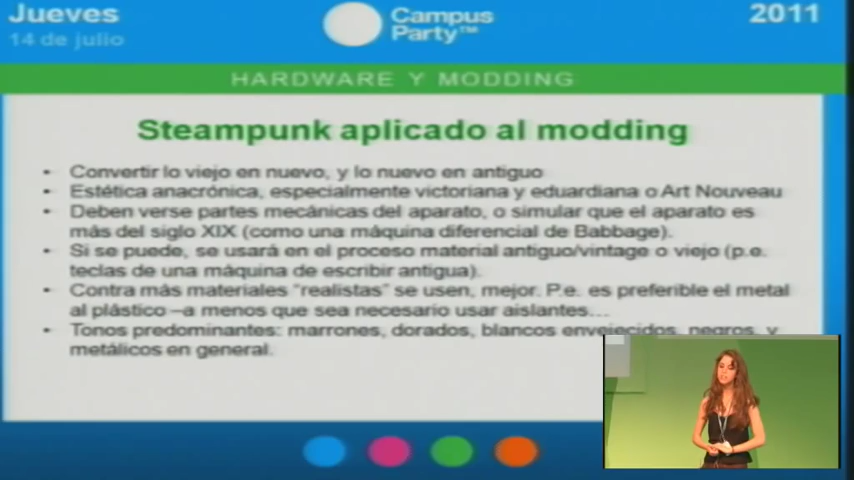 Jueves
14 de julio
Campus
Party™
2011
HARDWARE Y MODDING
Steampunk aplicado al modding
• Convertir lo viejo en nuevo, y lo nuevo en antiguo
• Estética anacrónica, especialmente victoriana y eduardiana o Art Nouveau
• Deben verse partes mecánicas del aparato, o simular que el aparato es
más del siglo XIX (como una máquina diferencial de Babbage).
• Si se puede, se usará en el proceso material antiguo/vintage o viejo (p.e.
teclas de una máquina de escribir antigua).
• Contra más materiales "realistas" se usen, mejor. P.e. es preferible el metal
al plástico –a menos que sea necesario usar aislantes…
• Tonos predominantes: marrones, dorados, blancos envejecidos, negros, y
metálicos en general.